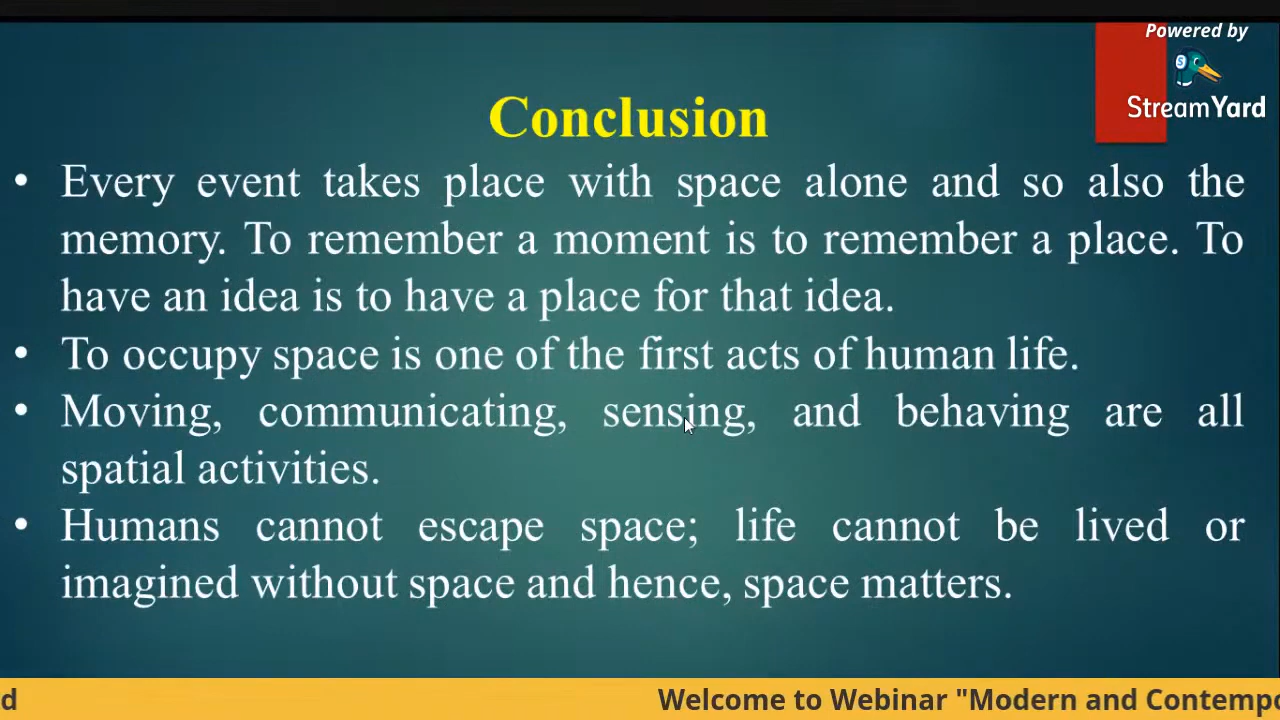 Powered by
StreamYard
Conclusion
• Every event takes place with space alone and so also the
memory. To remember a moment is to remember a place. To
have an idea is to have a place for that idea.
• To occupy space is one of the first acts of human life.
• Moving, communicating, sensing, and behaving are all
spatial activities.
• Humans cannot escape space; life cannot be lived or
imagined without space and hence, space matters.
d Welcome to Webinar "Modern and Contempo